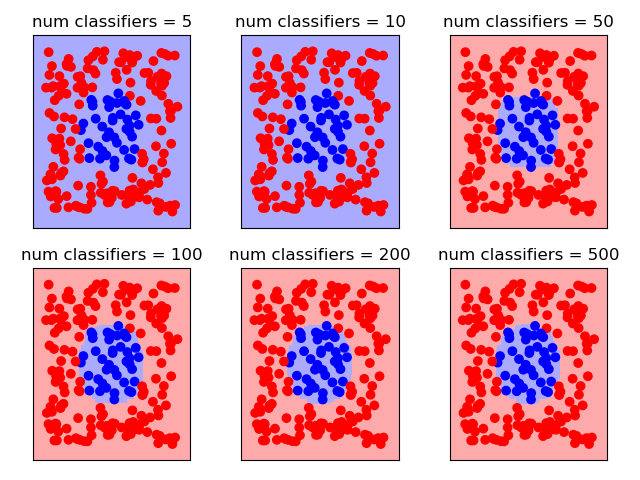 num classifiers = 5
num classifiers = 10
num classifiers = 50
num classifiers = 100
num classifiers = 200
num classifiers = 500